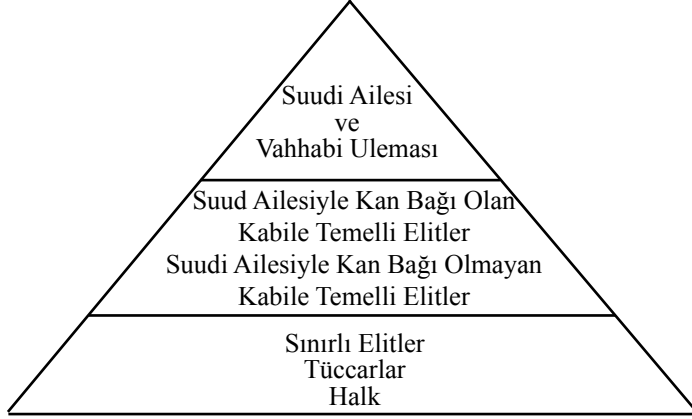 Suudi Ailesi
ve
Vahhabi Uleması
Suud Ailesiyle Kan Bağı Olan
Kabile Temelli Elitler
Suudi Ailesiyle Kan Bağı Olmayan
Kabile Temelli Elitler
Sınırlı Elitler
Tüccarlar
Halk